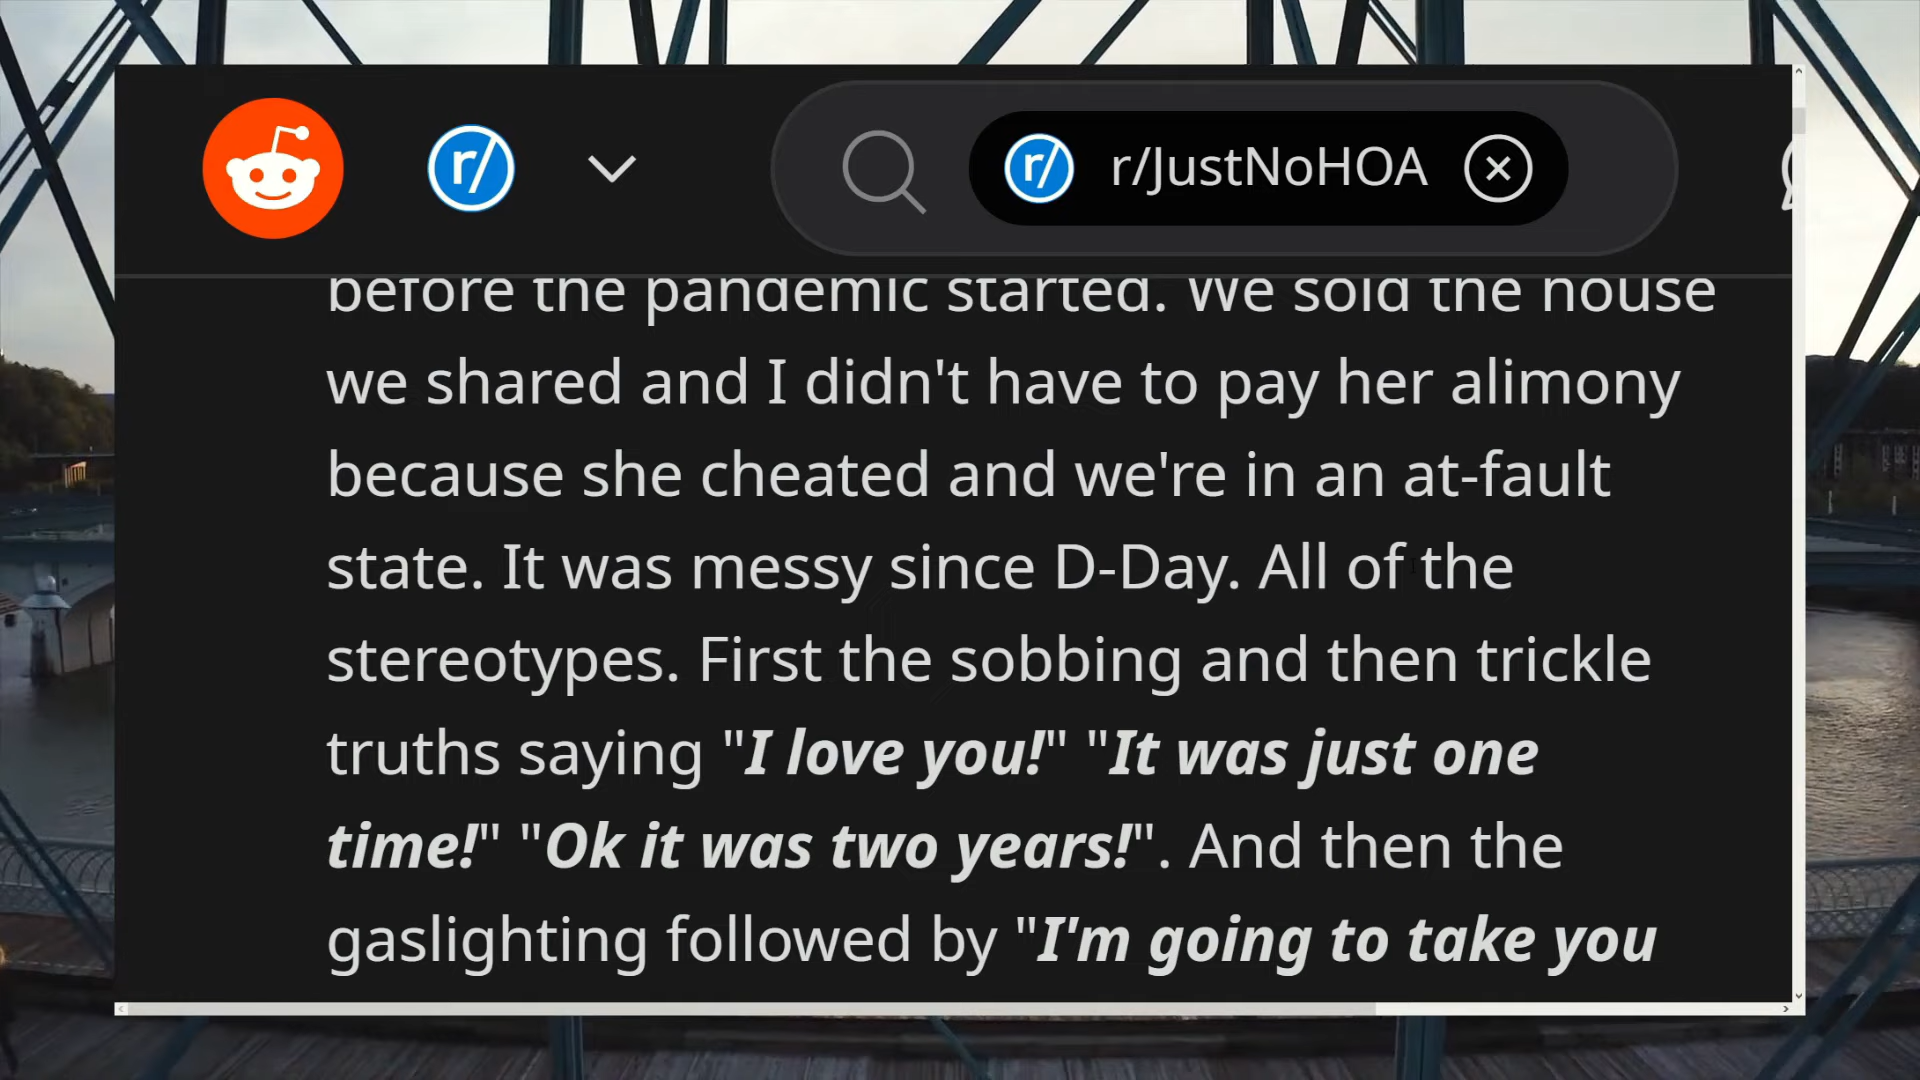 r/ r/ r/JustNoHOA
before the pandemic started. We sold the house
we shared and I didn't have to pay her alimony
because she cheated and we're in an at-fault
state. It was messy since D-Day. All of the
stereotypes. First the sobbing and then trickle
truths saying "I love you!" "It was just one
time!" "Ok it was two years!". And then the
gaslighting followed by "I'm going to take you